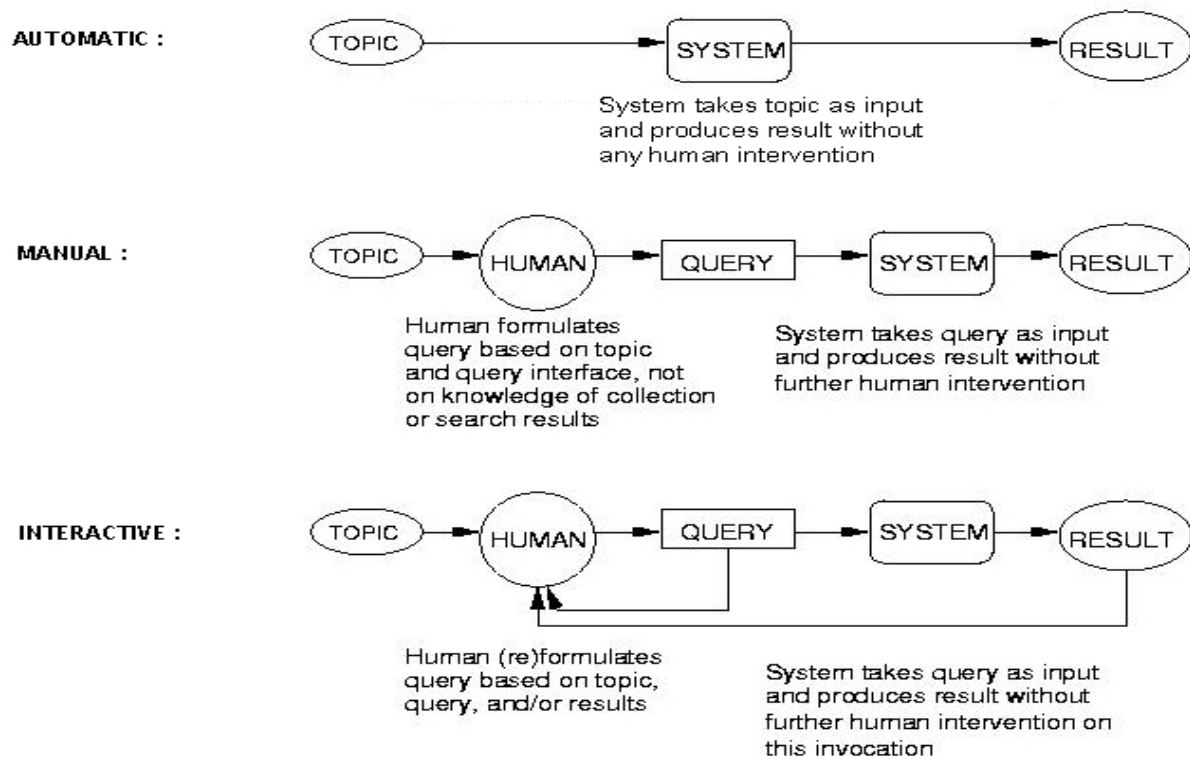 AUTOMATIC :
TOPIC
SYSTEM
RESULT
System takes topic as input
and produces result without
any human intervention
MANUAL :
TOPIC
HUMAN
QUERY
SYSTEM
RESULT
Human formulates
query based on topic
and query interface, not
on knowledge of collection
or search results
System takes query as input
and produces result without
further human intervention
INTERACTIVE :
TOPIC
HUMAN
QUERY
SYSTEM
RESULT
Human (re)formulates
query based on topic,
query, and/or results
System takes query as input
and produces result without
further human intervention on
this invocation